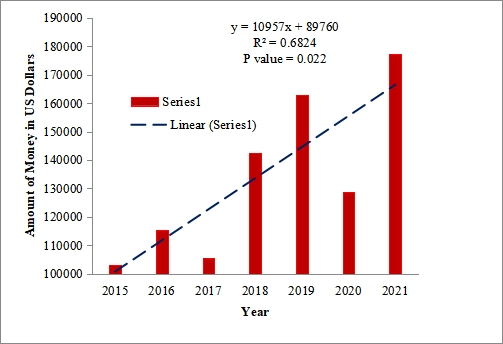 y = 10957x + 89760
R² = 0.6824
P value = 0.022
190000
180000
170000
160000
150000
140000
130000
120000
110000
100000
Amount of Money in US Dollars
Series1
Linear (Series1)
2015 2016 2017 2018 2019 2020 2021
Year